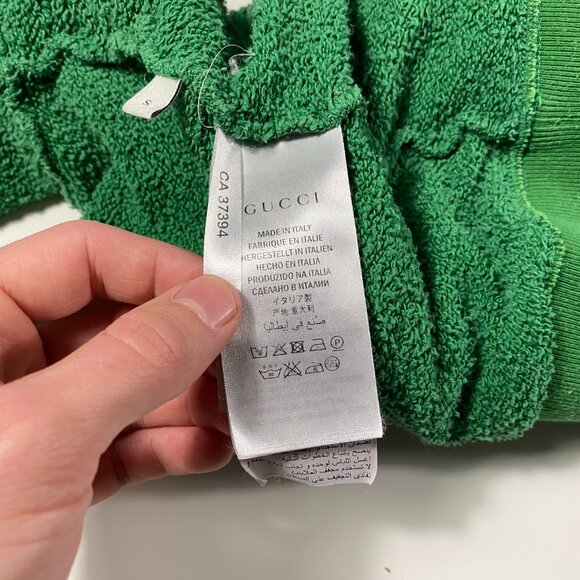 S
CA 37394
GUCCI
MADE IN ITALY
FABRIQUÉ EN ITALIE
HERGESTELLT IN ITALIEN
HECHO EN ITALIA
PRODUZIDO NA ITALIA
СДЕЛАНО В ИТАЛИИ
イタリア製
产地:意大利
صنع في إيطاليا